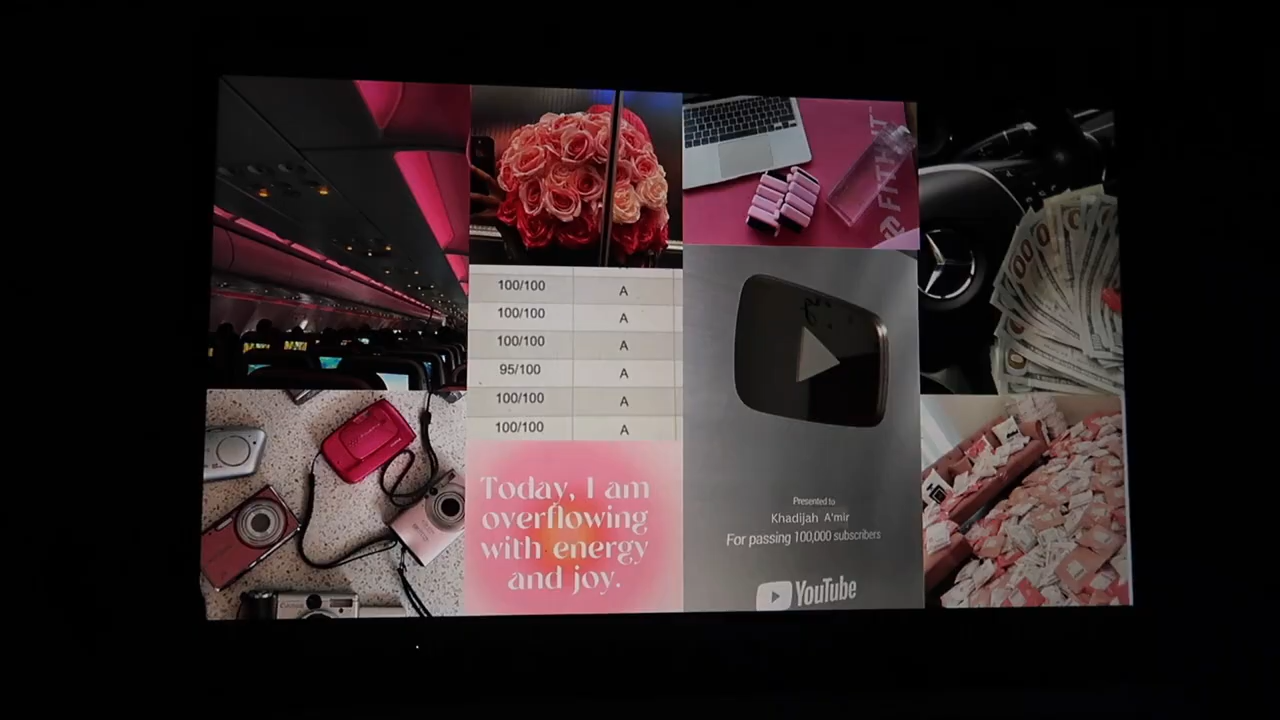 100/100 A
100/100 A
100/100 A
95/100 A
100/100 A
100/100 A
Today, I am
overflowing
with energy
and joy.
FITHUT
Presented to
Khadijah A'mir
For passing 100,000 subscribers
YouTube